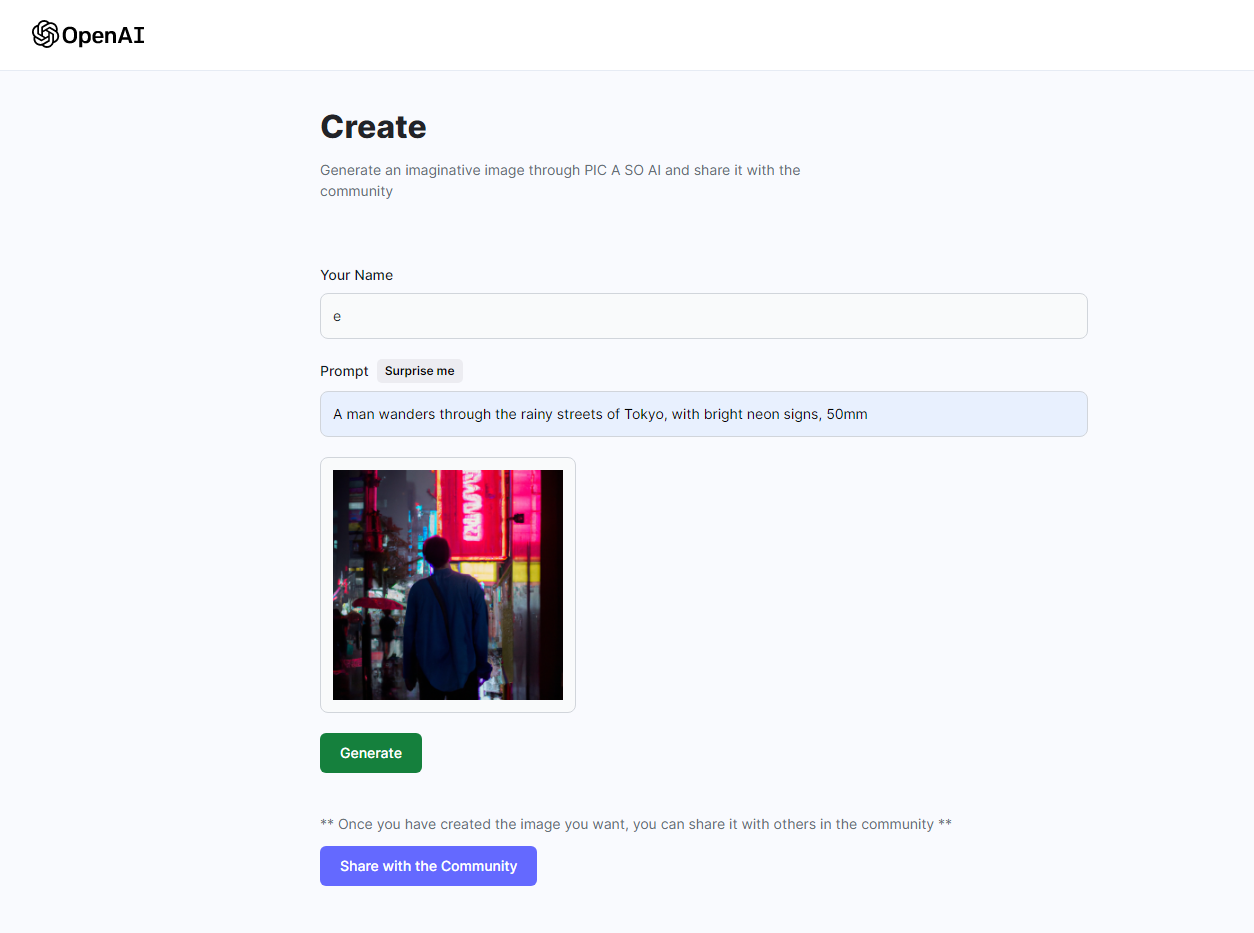 OpenAI
Create
Generate an imaginative image through PIC A SO AI and share it with the
community
Your Name
e
Prompt Surprise me
A man wanders through the rainy streets of Tokyo, with bright neon signs, 50mm
Generate
** Once you have created the image you want, you can share it with others in the community **
Share with the Community